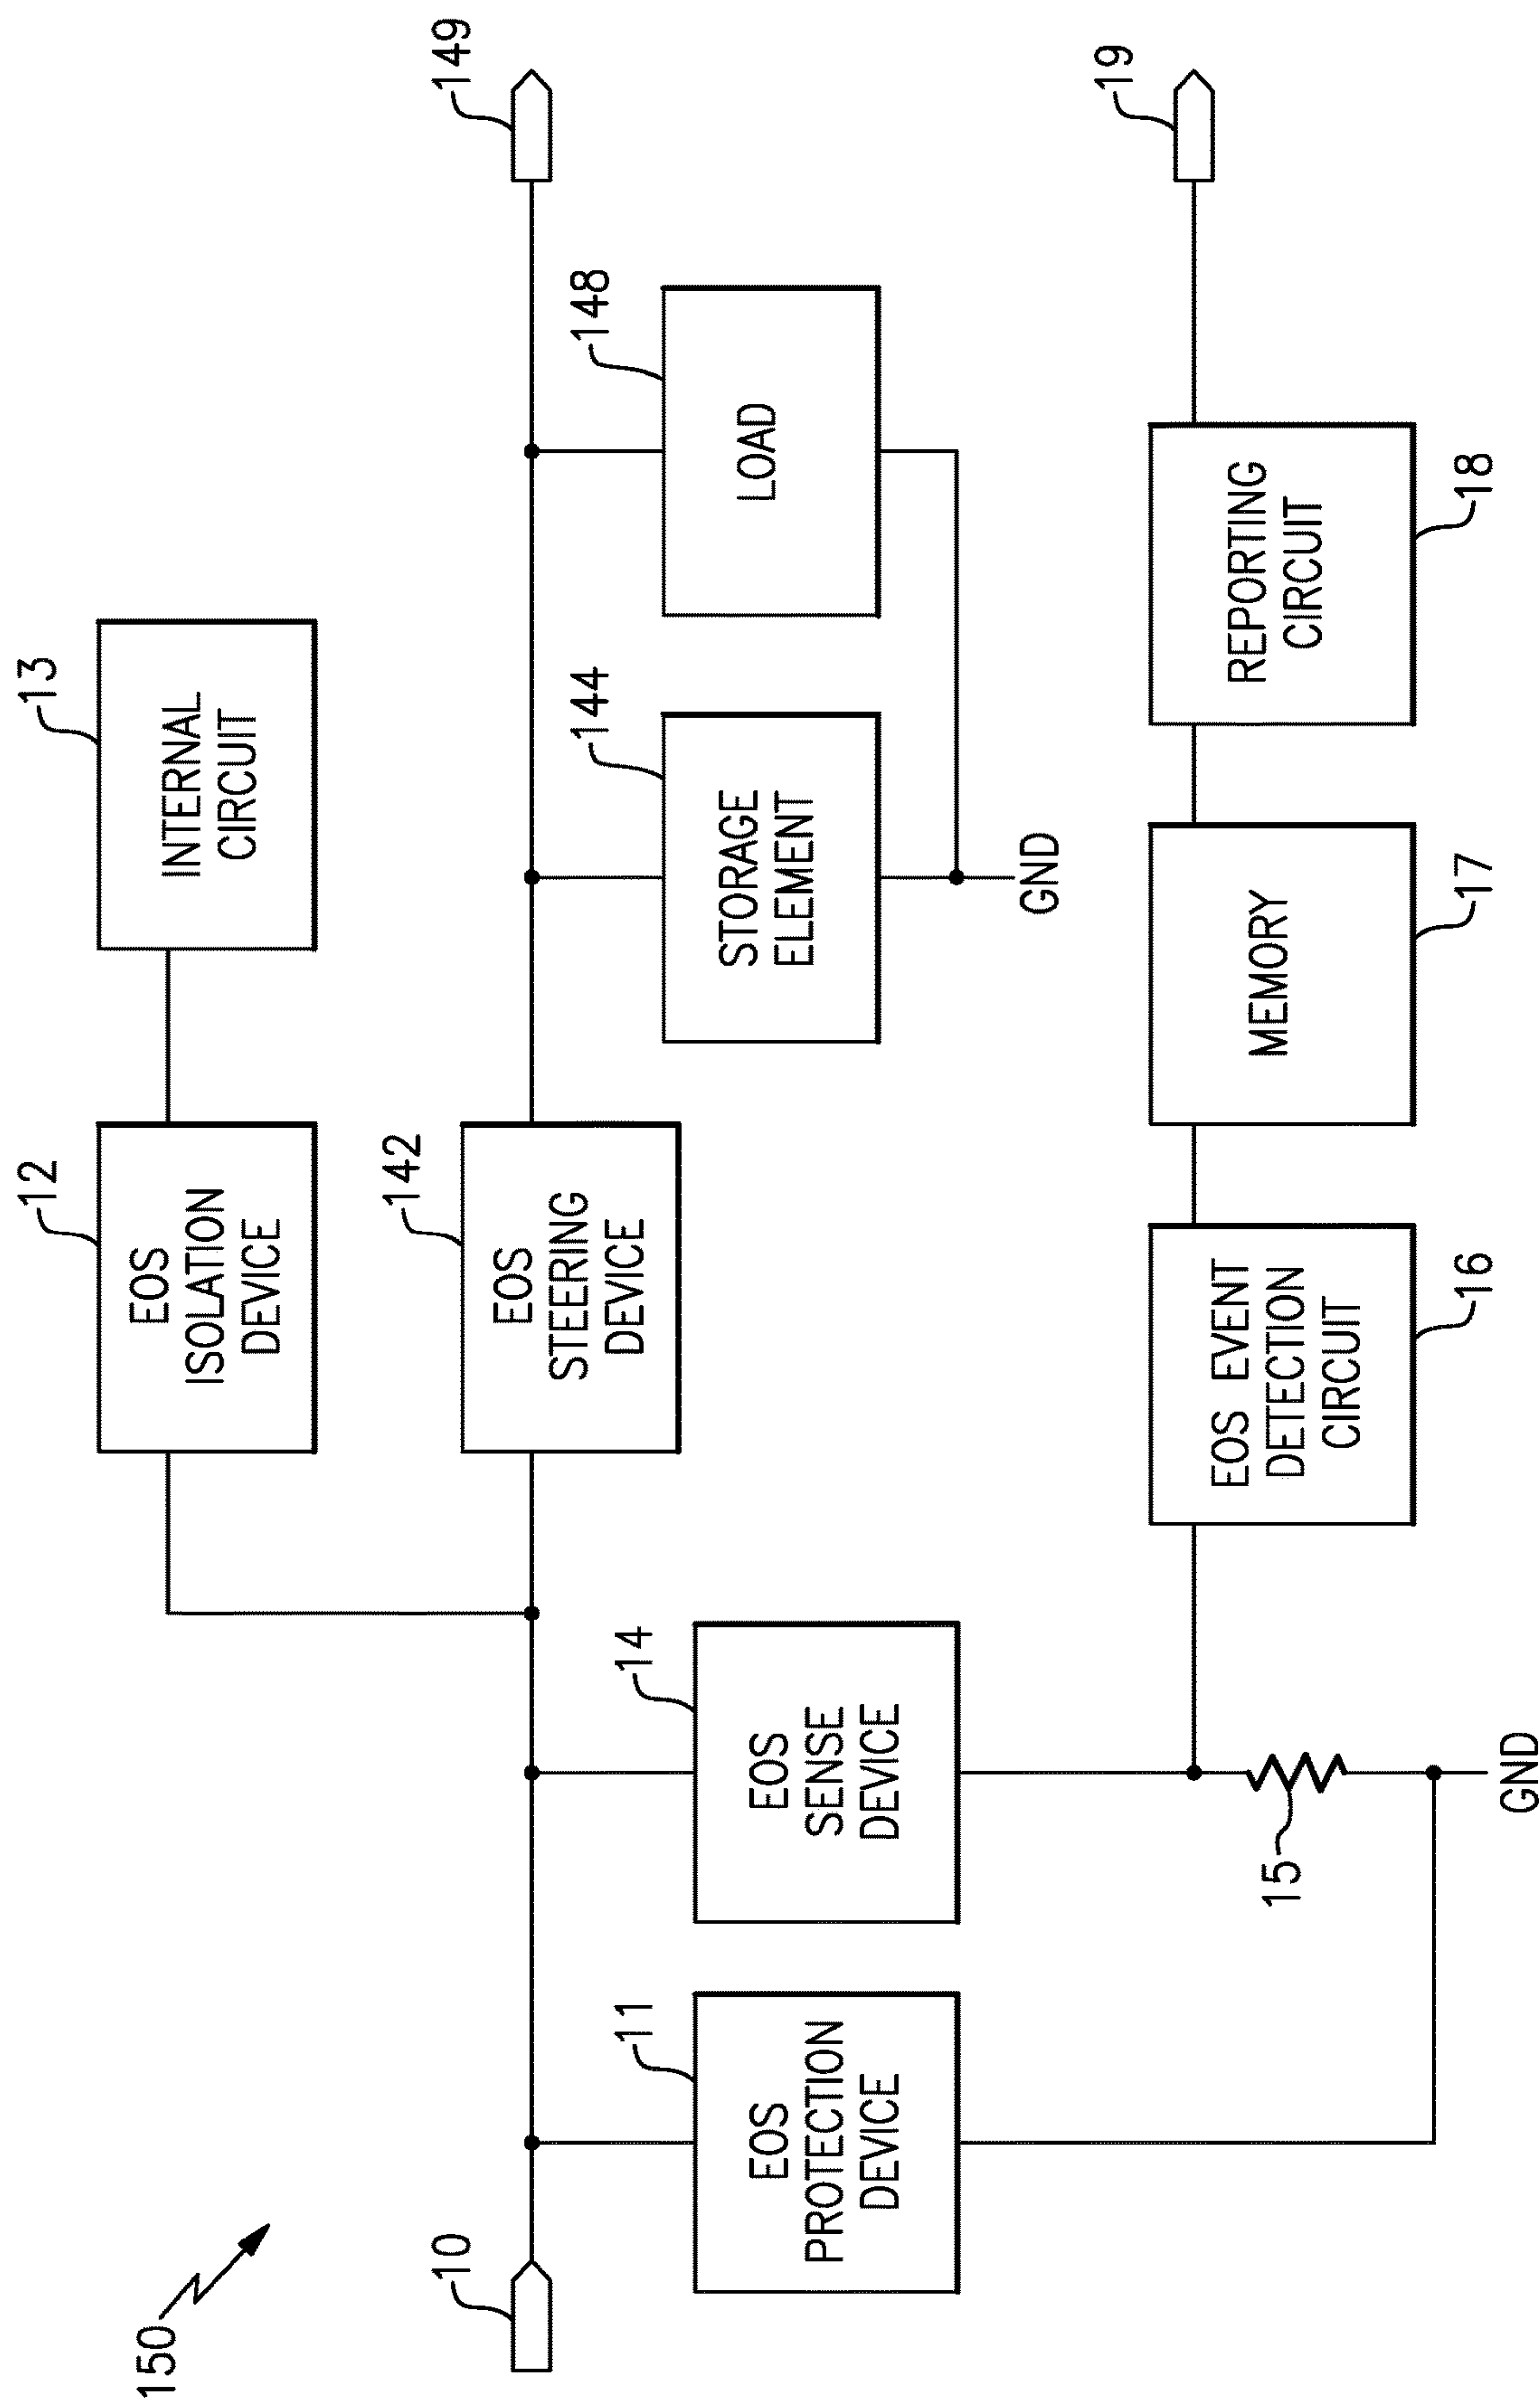 150
10
149
13
INTERNAL
CIRCUIT
12
EOS
ISOLATION
DEVICE
142
EOS
STEERING
DEVICE
144
STORAGE
ELEMENT
148
LOAD
GND
11
EOS
PROTECTION
DEVICE
14
EOS
SENSE
DEVICE
15
GND
EOS EVENT
DETECTION
CIRCUIT
16
MEMORY
17
REPORTING
CIRCUIT
18
19